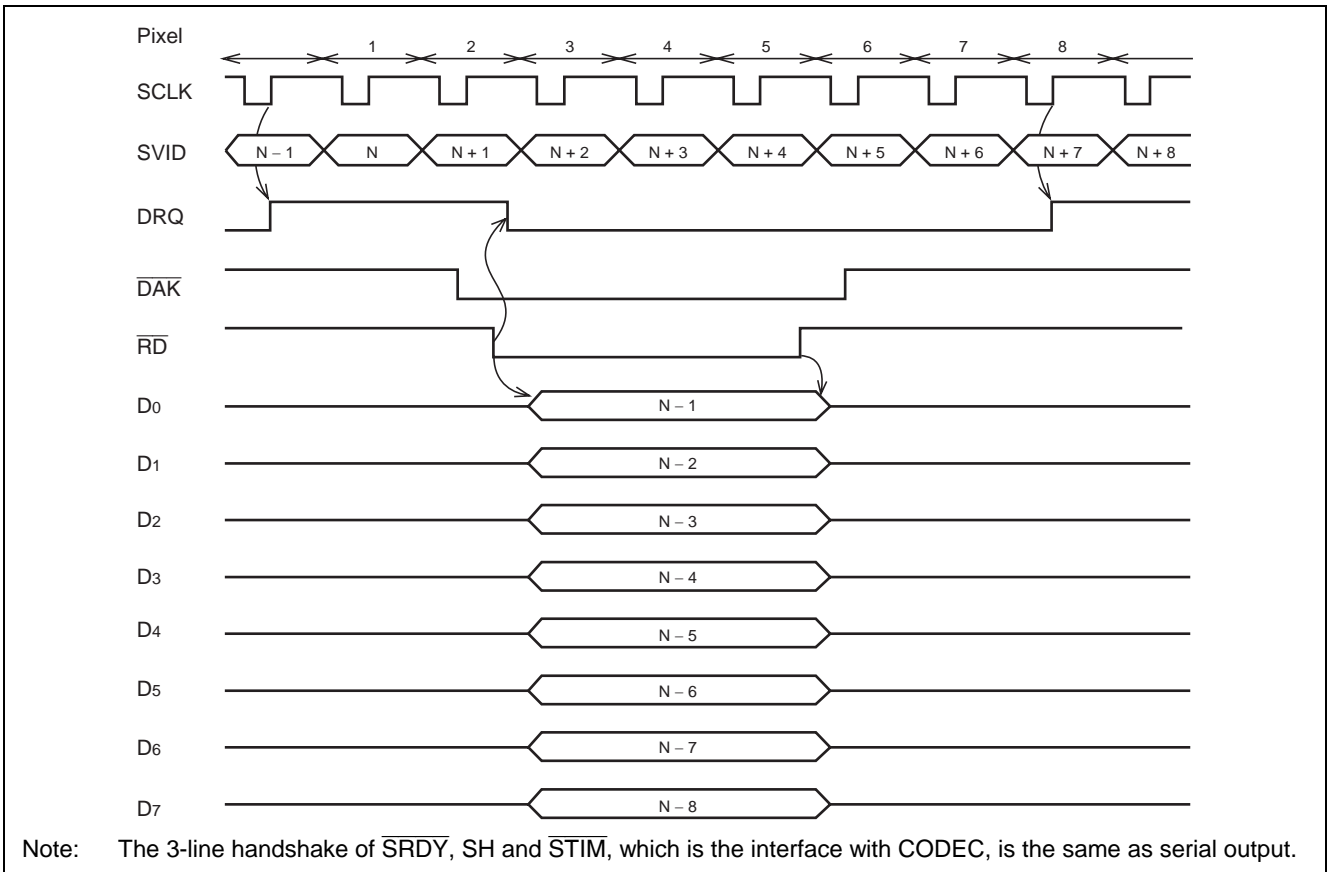 Pixel 1 2 3 4 5 6 7 8
SCLK
SVID N – 1 N N + 1 N + 2 N + 3 N + 4 N + 5 N + 6 N + 7 N + 8
DRQ
DAK
RD
D0 N – 1
D1 N – 2
D2 N – 3
D3 N – 4
D4 N – 5
D5 N – 6
D6 N – 7
D7 N – 8
Note: The 3-line handshake of SRDY, SH and STIM, which is the interface with CODEC, is the same as serial output.